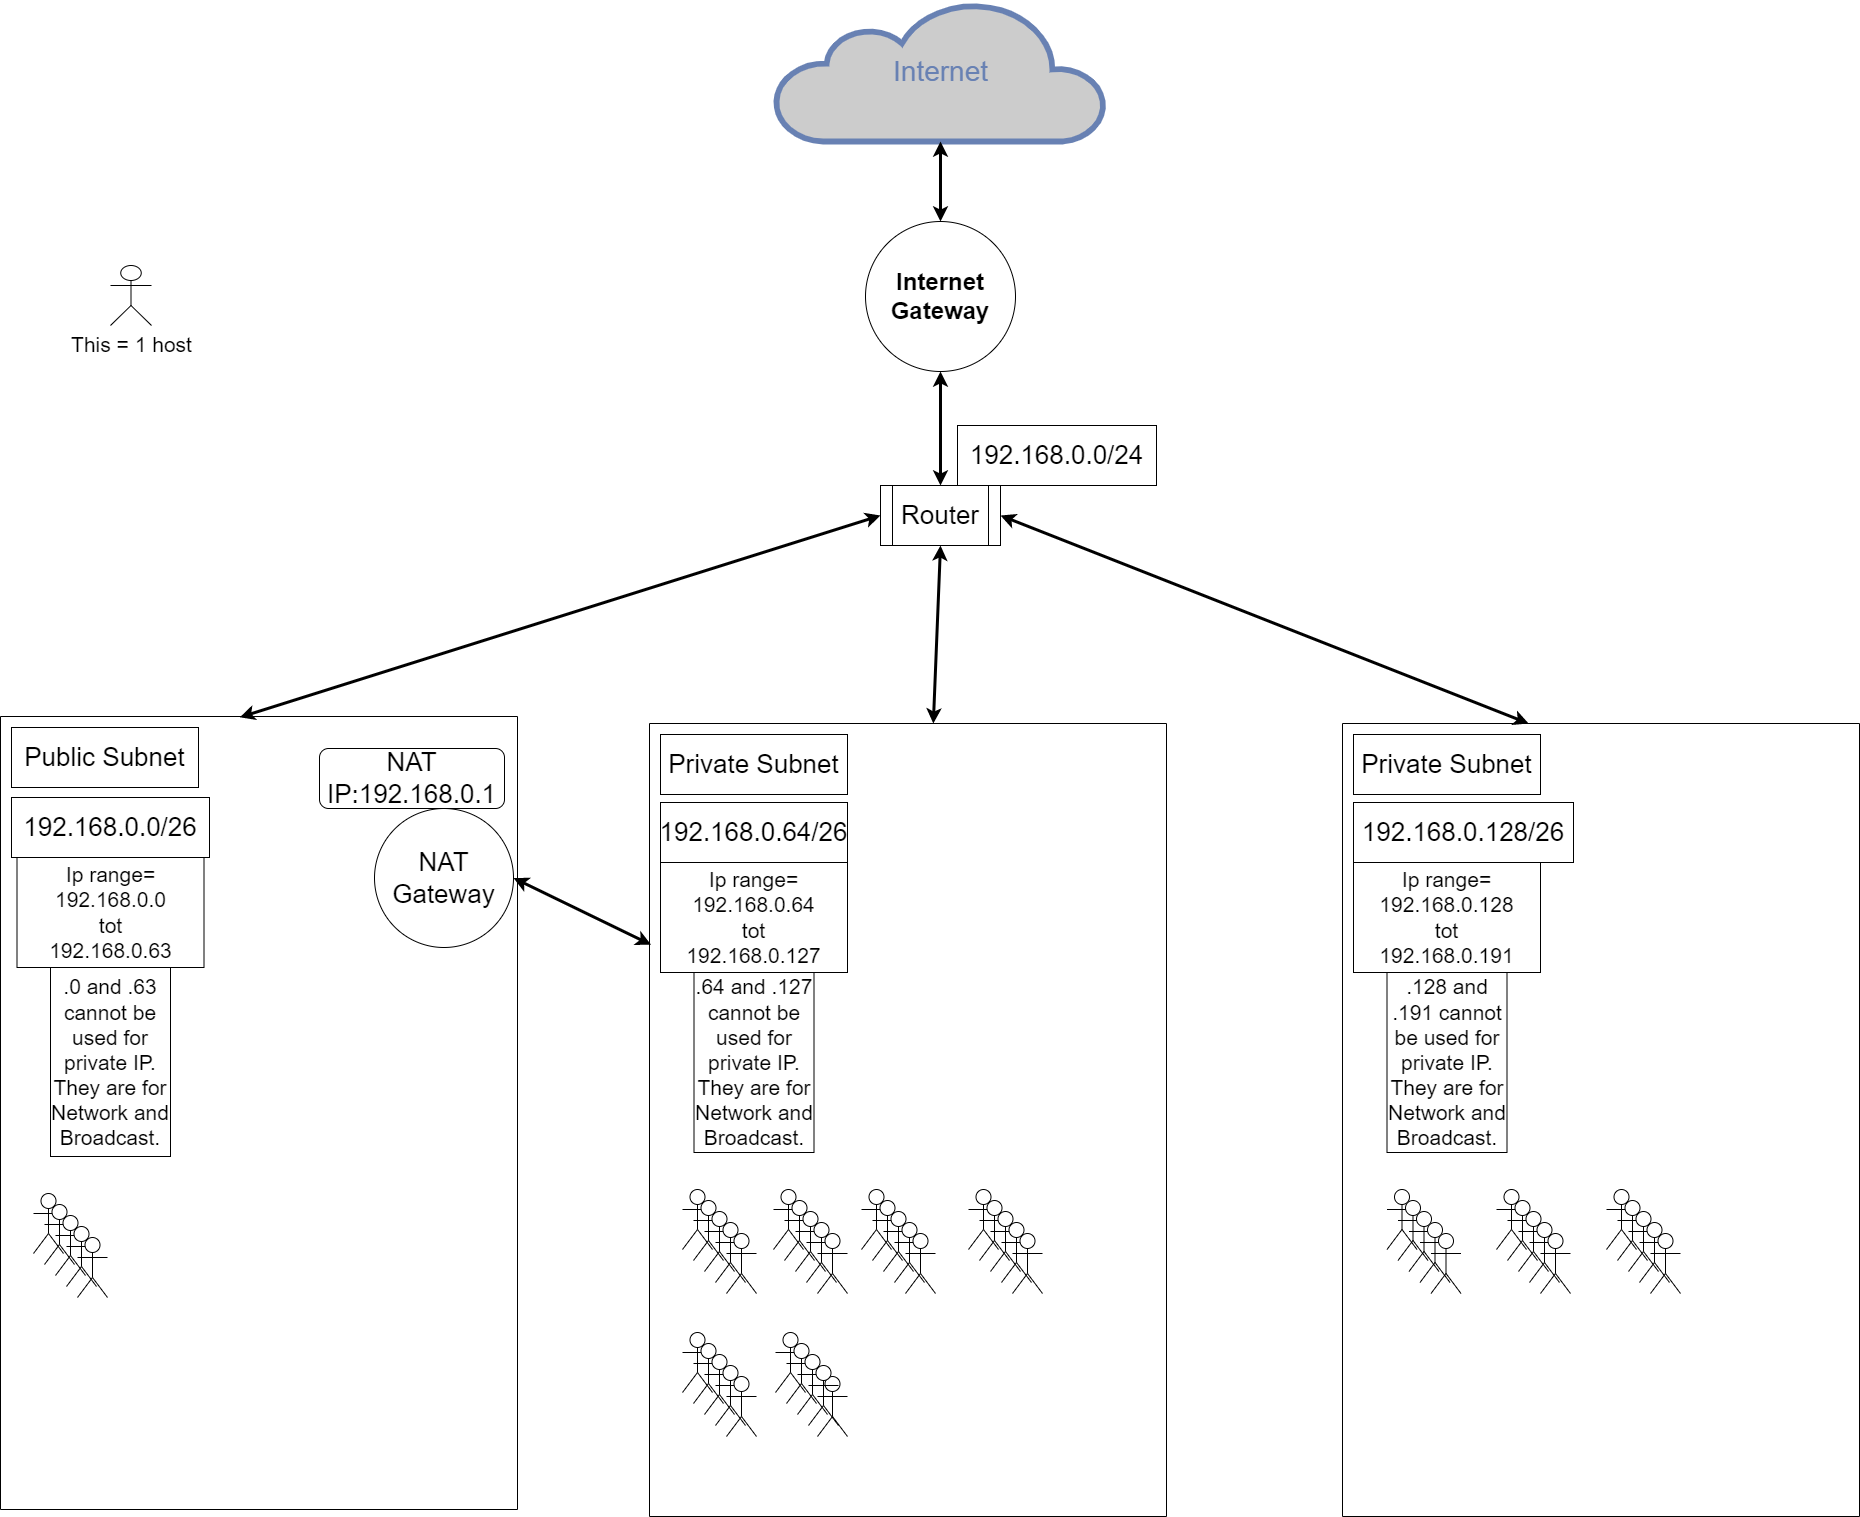 Internet
Internet
Gateway
This = 1 host
192.168.0.0/24
Router
Public Subnet
192.168.0.0/26
Ip range=
192.168.0.0
tot
192.168.0.63
.0 and .63
cannot be
used for
private IP.
They are for
Network and
Broadcast.
NAT
IP:192.168.0.1
NAT
Gateway
Private Subnet
192.168.0.64/26
Ip range=
192.168.0.64
tot
192.168.0.127
.64 and .127
cannot be
used for
private IP.
They are for
Network and
Broadcast.
Private Subnet
192.168.0.128/26
Ip range=
192.168.0.128
tot
192.168.0.191
.128 and
.191 cannot
be used for
private IP.
They are for
Network and
Broadcast.